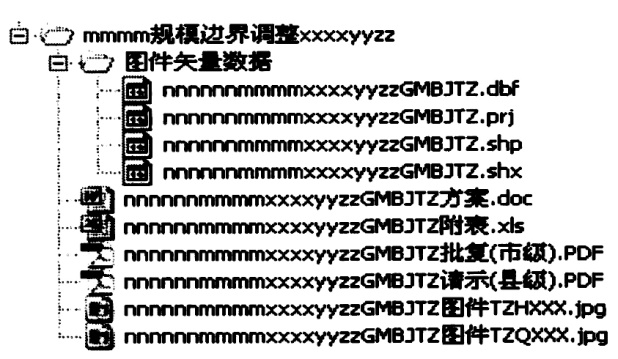 mmmm规模边界调整xxxxyyzz
图件矢量数据
nnnnnnmmmmxxxxyyzzGMBJTZ.dbf
nnnnnnmmmmxxxxyyzzGMBJTZ.prj
nnnnnnmmmmxxxxyyzzGMBJTZ.shp
nnnnnnmmmmxxxxyyzzGMBJTZ.shx
nnnnnnmmmmxxxxyyzzGMBJTZ方案.doc
nnnnnnmmmmxxxxyyzzGMBJTZ附表.xls
nnnnnnmmmmxxxxyyzzGMBJTZ批复(市级).PDF
nnnnnnmmmmxxxxyyzzGMBJTZ请示(县级).PDF
nnnnnnmmmmxxxxyyzzGMBJTZ图件TZHXXX.jpg
nnnnnnmmmmxxxxyyzzGMBJTZ图件TZQXXX.jpg